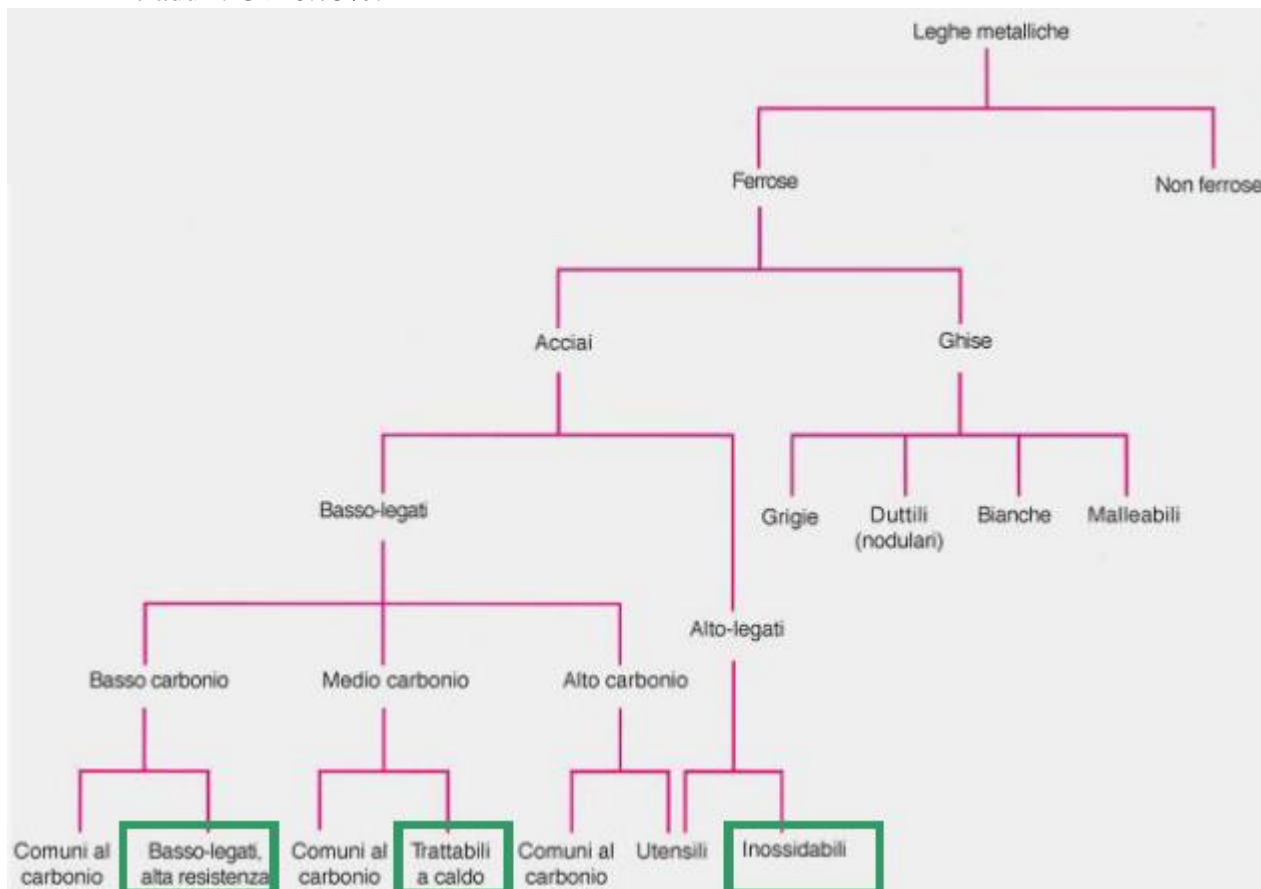 Leghe metalliche
Ferrose
Non ferrose
Acciai
Ghise
Basso-legati
Grigie
Duttili
(nodulari)
Bianche
Malleabili
Alto-legati
Basso carbonio
Medio carbonio
Alto carbonio
Comuni al
carbonio
Basso-legati,
alta resistenza
Comuni al
carbonio
Trattabili
a caldo
Comuni al
carbonio
Utensili
Inossidabili